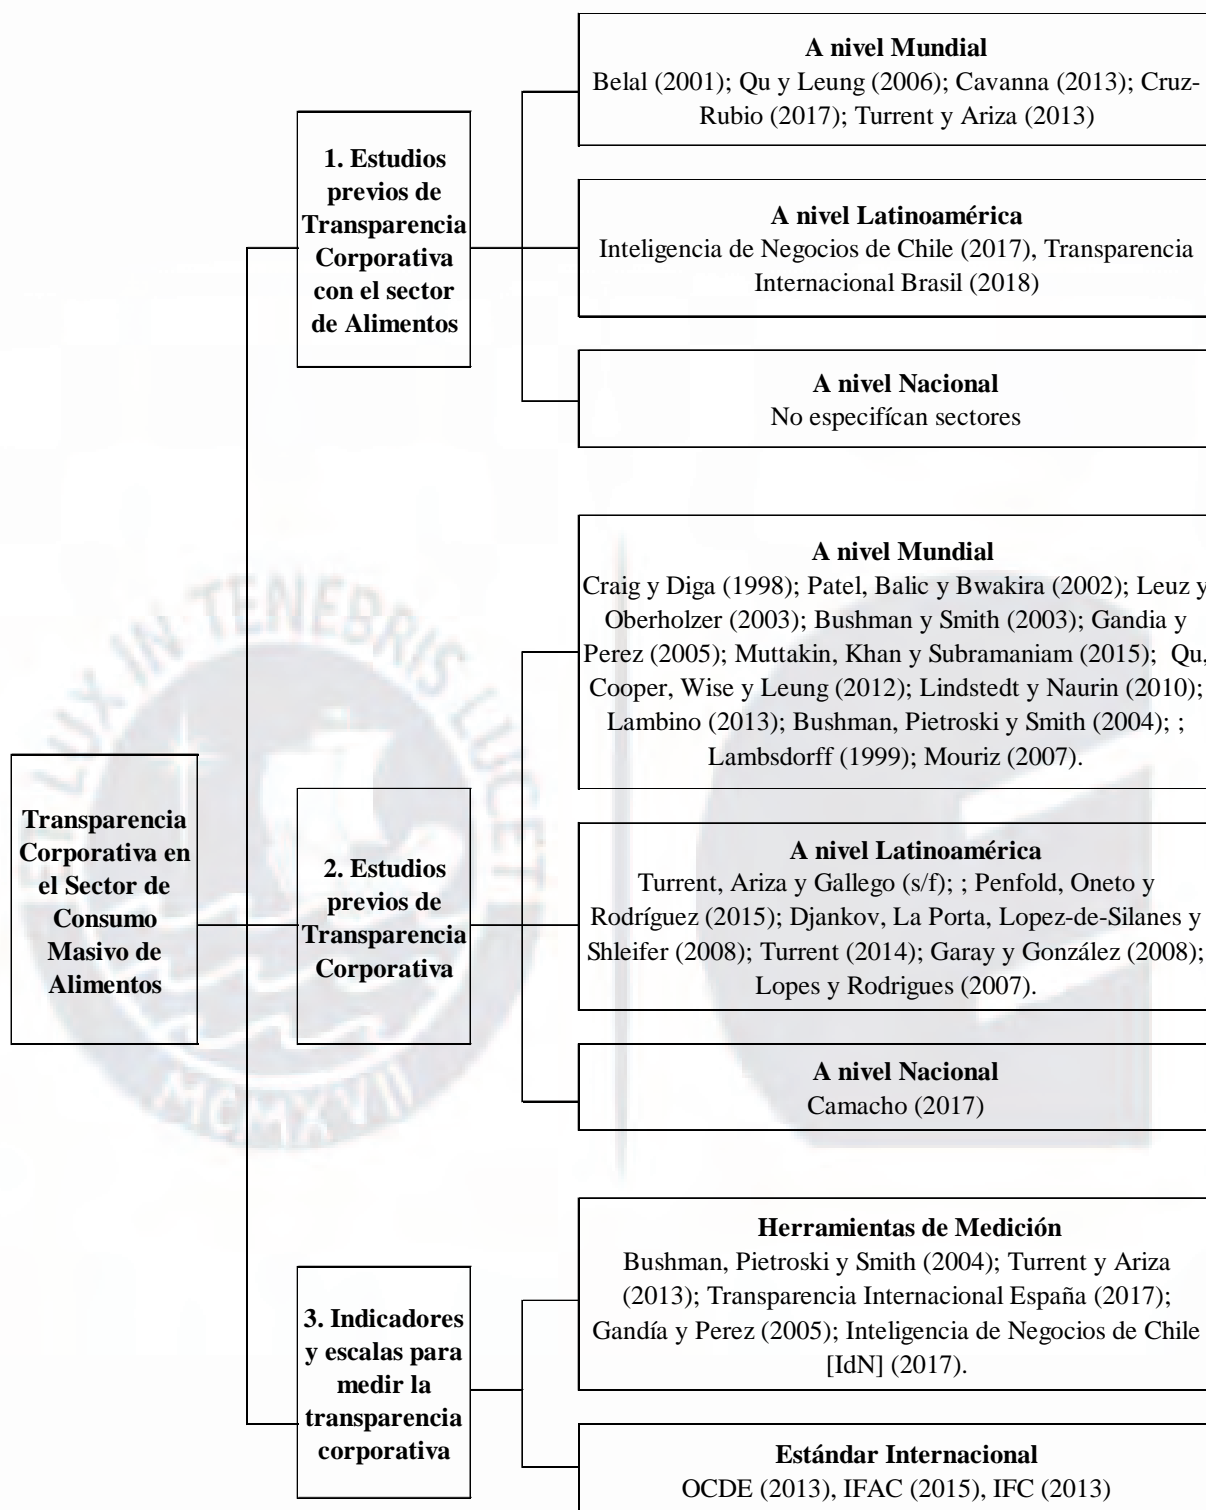 A nivel Mundial
Belal (2001); Qu y Leung (2006); Cavanna (2013); Cruz-
Rubio (2017); Turrent y Ariza (2013)
1. Estudios
previos de
Transparencia
Corporativa
con el sector
de Alimentos
A nivel Latinoamérica
Inteligencia de Negocios de Chile (2017), Transparencia
Internacional Brasil (2018)
A nivel Nacional
No especifícan sectores
A nivel Mundial
Craig y Diga (1998); Patel, Balic y Bwakira (2002); Leuz y
Oberholzer (2003); Bushman y Smith (2003); Gandia y
Perez (2005); Muttakin, Khan y Subramaniam (2015);  Qu,
Cooper, Wise y Leung (2012); Lindstedt y Naurin (2010);
Lambino (2013); Bushman, Pietroski y Smith (2004); ;
Lambsdorff (1999); Mouriz (2007).
Transparencia
Corporativa en
el Sector de
Consumo
Masivo de
Alimentos
2. Estudios
previos de
Transparencia
Corporativa
A nivel Latinoamérica
Turrent, Ariza y Gallego (s/f); ; Penfold, Oneto y
Rodríguez (2015); Djankov, La Porta, Lopez-de-Silanes y
Shleifer (2008); Turrent (2014); Garay y González (2008);
Lopes y Rodrigues (2007).
A nivel Nacional
Camacho (2017)
Herramientas de Medición
Bushman, Pietroski y Smith (2004); Turrent y Ariza
(2013); Transparencia Internacional España (2017);
Gandía y Perez (2005); Inteligencia de Negocios de Chile
[IdN] (2017).
3. Indicadores
y escalas para
medir la
transparencia
corporativa
Estándar Internacional
OCDE (2013), IFAC (2015), IFC (2013)
ET LUX IN TENEBRIS LUCET
MCMXVII